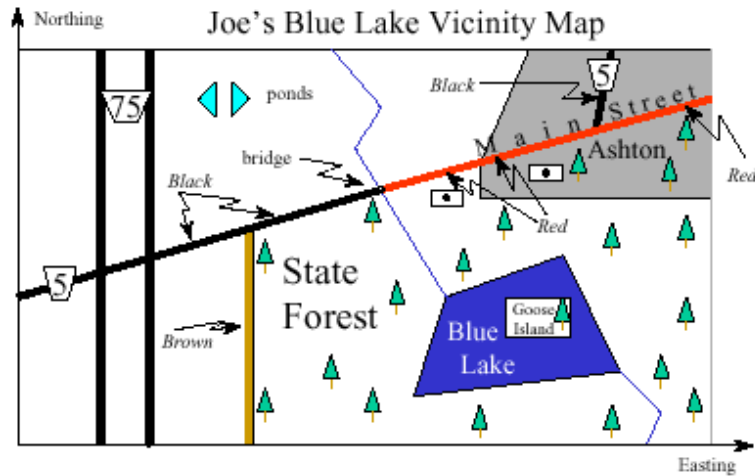 Northing
Joe's Blue Lake Vicinity Map
75
ponds
Black
5
Main Street
bridge
Ashton
Black
Red
Red
State
Forest
5
Goose
Island
Blue
Lake
Brown
Easting